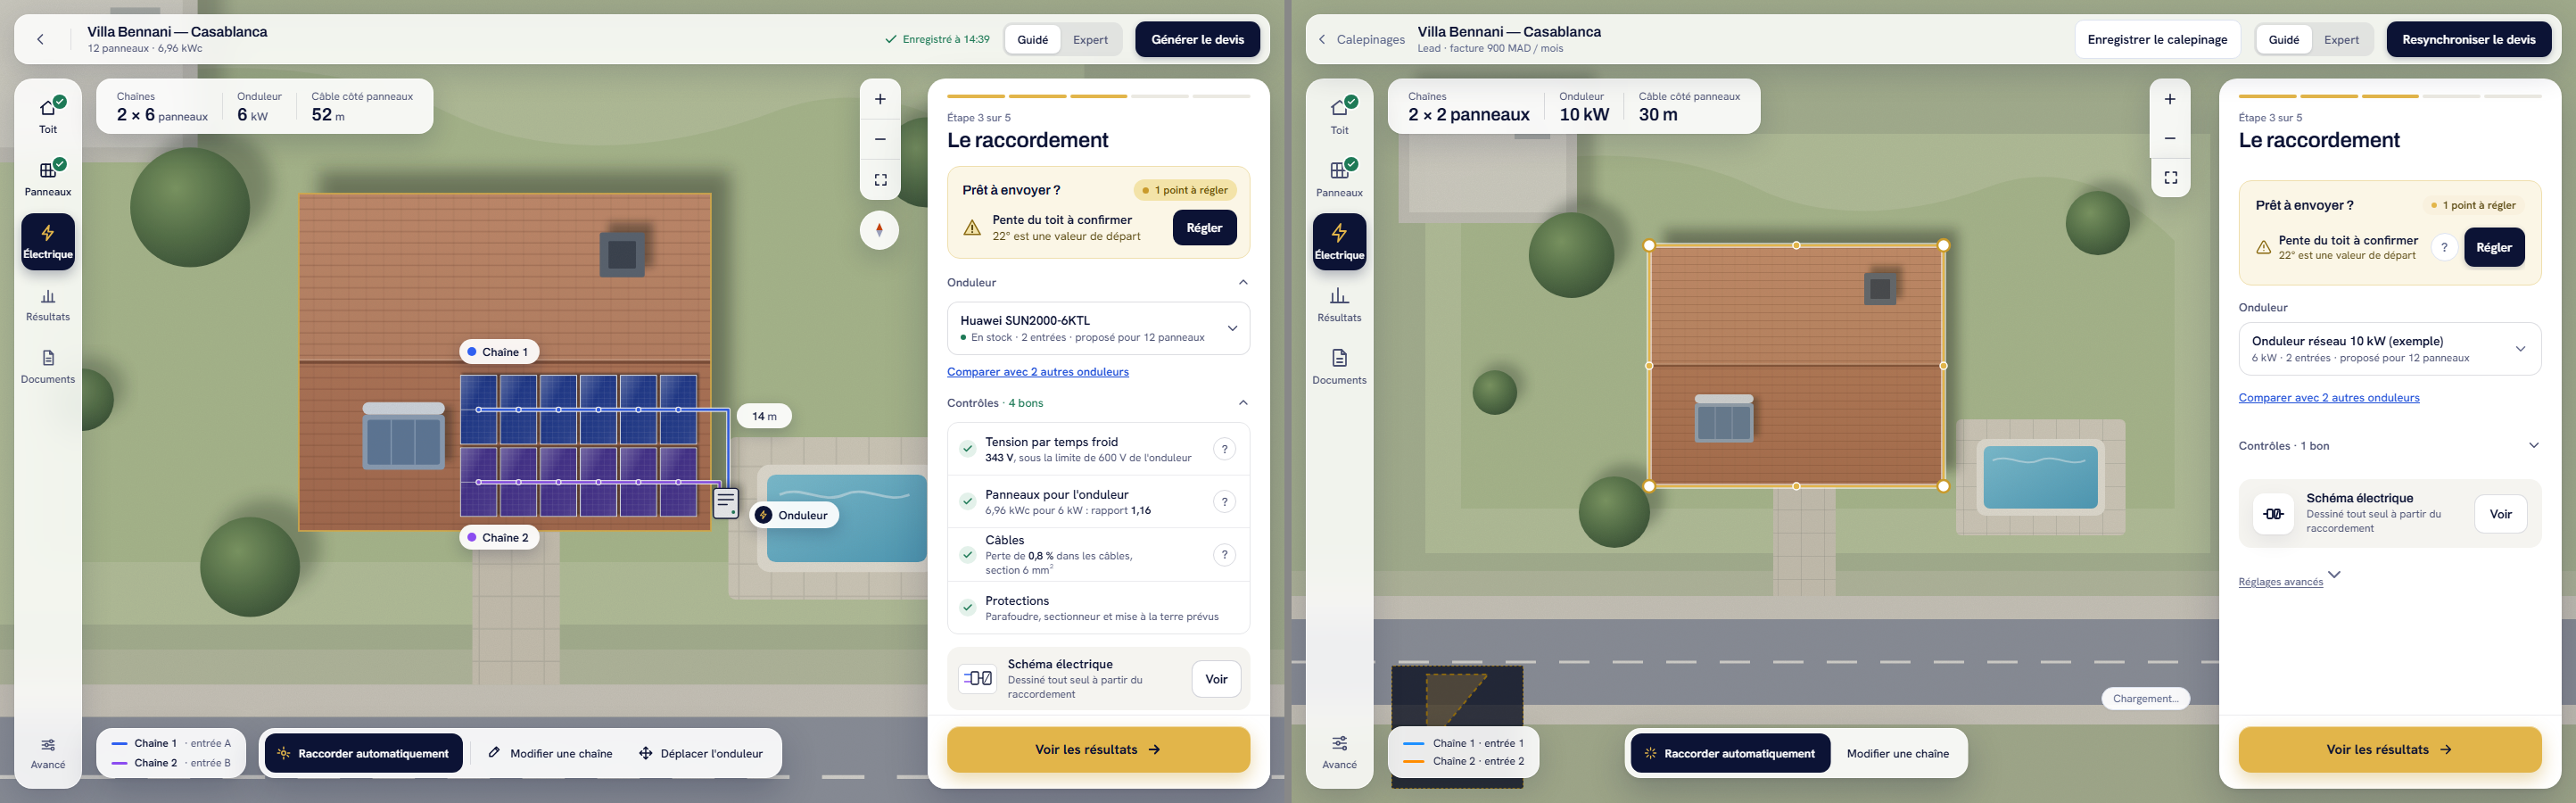 Villa Bennani — Casablanca
12 panneaux · 6,96 kWc
Enregistré à 14:39
Guidé
Expert
Générer le devis
Toit
Panneaux
Électrique
Résultats
Documents
Avancé
Chaînes
2 × 6 panneaux
Onduleur
6 kW
Câble côté panneaux
52 m
Chaîne 1
14 m
Onduleur
Chaîne 2
Chaîne 1 · entrée A
Chaîne 2 · entrée B
Raccorder automatiquement
Modifier une chaîne
Déplacer l'onduleur
Étape 3 sur 5
Le raccordement
Prêt à envoyer ?
1 point à régler
Pente du toit à confirmer
22° est une valeur de départ
Régler
Onduleur
Huawei SUN2000-6KTL
En stock · 2 entrées · proposé pour 12 panneaux
Comparer avec 2 autres onduleurs
Contrôles · 4 bons
Tension par temps froid
343 V, sous la limite de 600 V de l'onduleur
?
Panneaux pour l'onduleur
6,96 kWc pour 6 kW : rapport 1,16
?
Câbles
Perte de 0,8 % dans les câbles,
section 6 mm²
?
Protections
Parafoudre, sectionneur et mise à la terre prévus
Schéma électrique
Dessiné tout seul à partir du
raccordement
Voir
Voir les résultats →
Calepinages
Villa Bennani — Casablanca
Lead · facture 900 MAD / mois
Enregistrer le calepinage
Guidé
Expert
Resynchroniser le devis
Toit
Panneaux
Électrique
Résultats
Documents
Avancé
Chaînes
2 × 2 panneaux
Onduleur
10 kW
Câble côté panneaux
30 m
Chargement…
Chaîne 1 · entrée 1
Chaîne 2 · entrée 2
Raccorder automatiquement
Modifier une chaîne
Étape 3 sur 5
Le raccordement
Prêt à envoyer ?
1 point à régler
Pente du toit à confirmer
22° est une valeur de départ
?
Régler
Onduleur
Onduleur réseau 10 kW (exemple)
6 kW · 2 entrées · proposé pour 12 panneaux
Comparer avec 2 autres onduleurs
Contrôles · 1 bon
Schéma électrique
Dessiné tout seul à partir du
raccordement
Voir
Réglages avancés
Voir les résultats →